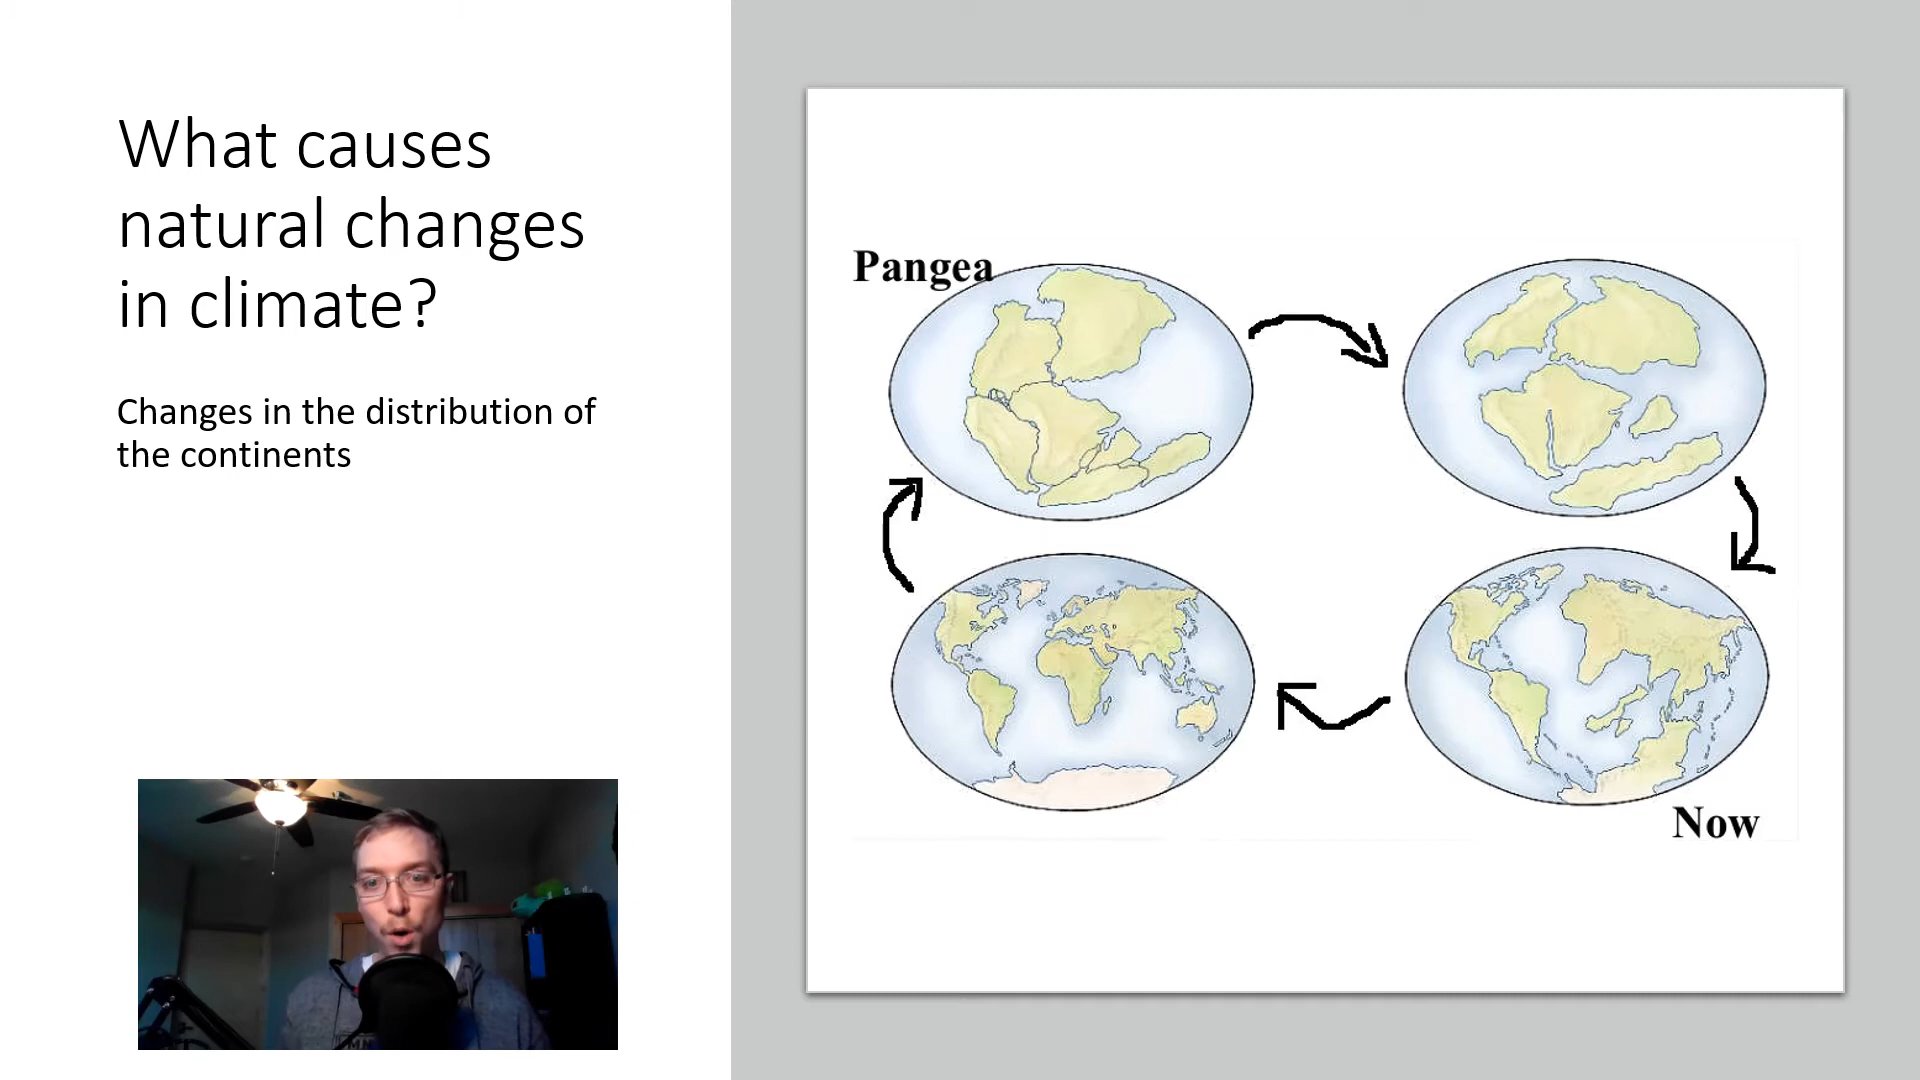 What causes
natural changes
in climate?
Changes in the distribution of
the continents
Pangea
Now